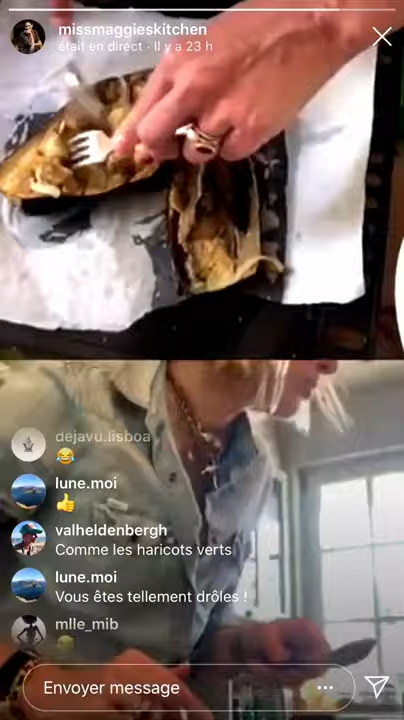 missmaggieskitchen
était en direct · Il y a 23 h
dejavu.lisboa
😂
lune.moi
👍
valheldenbergh
Comme les haricots verts
lune.moi
Vous êtes tellement drôles !
mlle_mib
Envoyer message